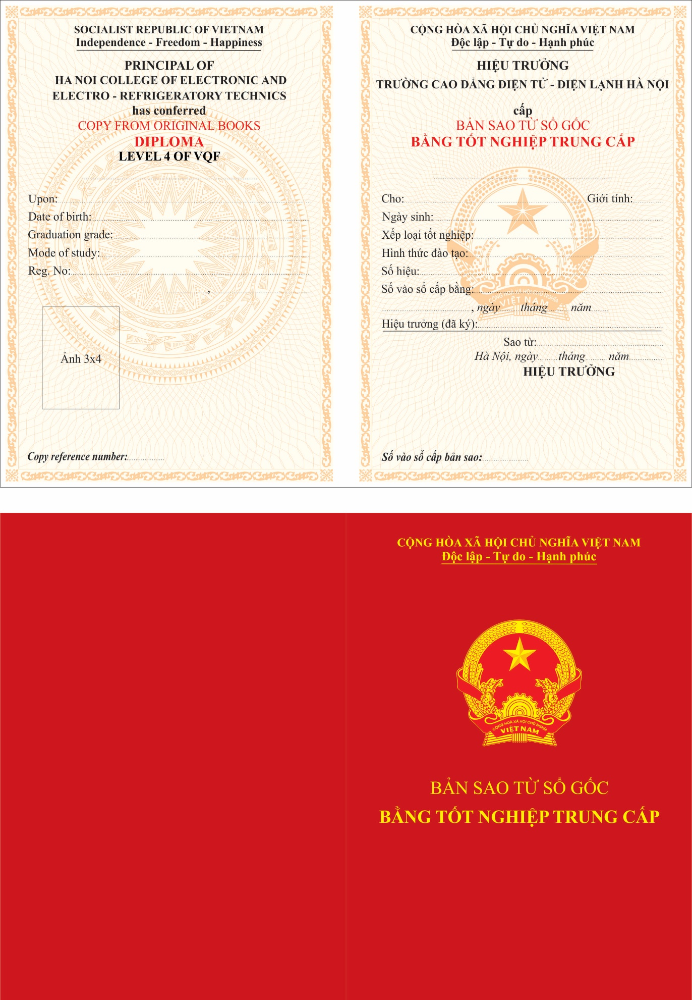 SOCIALIST REPUBLIC OF VIETNAM
Independence - Freedom - Happiness
PRINCIPAL OF
HA NOI COLLEGE OF ELECTRONIC AND
ELECTRO - REFRIGERATORY TECHNICS
has conferred
COPY FROM ORIGINAL BOOKS
DIPLOMA
LEVEL 4 OF VQF
Upon:
Date of birth:
Graduation grade:
Mode of study:
Reg. No:
,
Ảnh 3x4
Copy reference number:
CỘNG HÒA XÃ HỘI CHỦ NGHĨA VIỆT NAM
Độc lập - Tự do - Hạnh phúc
HIỆU TRƯỞNG
TRƯỜNG CAO ĐẲNG ĐIỆN TỬ - ĐIỆN LẠNH HÀ NỘI
cấp
BẢN SAO TỪ SỔ GỐC
BẰNG TỐT NGHIỆP TRUNG CẤP
Cho: Giới tính:
Ngày sinh:
Xếp loại tốt nghiệp:
Hình thức đào tạo:
Số hiệu:
Số vào sổ cấp bằng:
CỘNG HÒA XÃ HỘI CHỦ NGHĨA
VIỆT NAM
, ngày tháng năm
Hiệu trưởng (đã ký):
Sao từ:
Hà Nội, ngày tháng năm
HIỆU TRƯỞNG
Số vào sổ cấp bản sao:
CỘNG HÒA XÃ HỘI CHỦ NGHĨA VIỆT NAM
Độc lập - Tự do - Hạnh phúc
CỘNG HOÀ XÃ HỘI CHỦ NGHĨA
VIỆT NAM
BẢN SAO TỪ SỔ GỐC
BẰNG TỐT NGHIỆP TRUNG CẤP